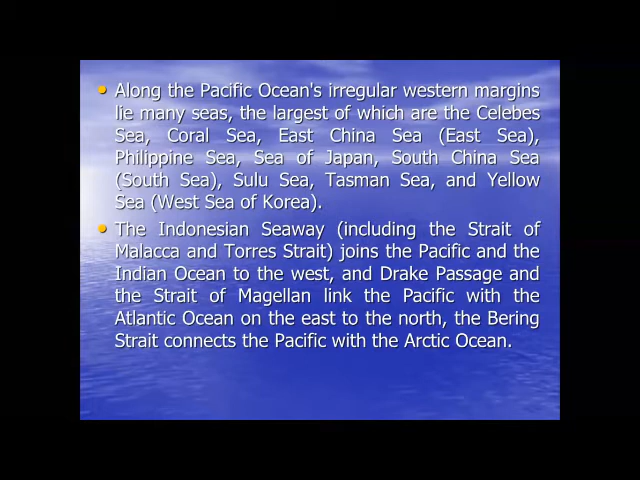 • Along the Pacific Ocean's irregular western margins
lie many seas, the largest of which are the Celebes
Sea, Coral Sea, East China Sea (East Sea),
Philippine Sea, Sea of Japan, South China Sea
(South Sea), Sulu Sea, Tasman Sea, and Yellow
Sea (West Sea of Korea).
• The Indonesian Seaway (including the Strait of
Malacca and Torres Strait) joins the Pacific and the
Indian Ocean to the west, and Drake Passage and
the Strait of Magellan link the Pacific with the
Atlantic Ocean on the east to the north, the Bering
Strait connects the Pacific with the Arctic Ocean.